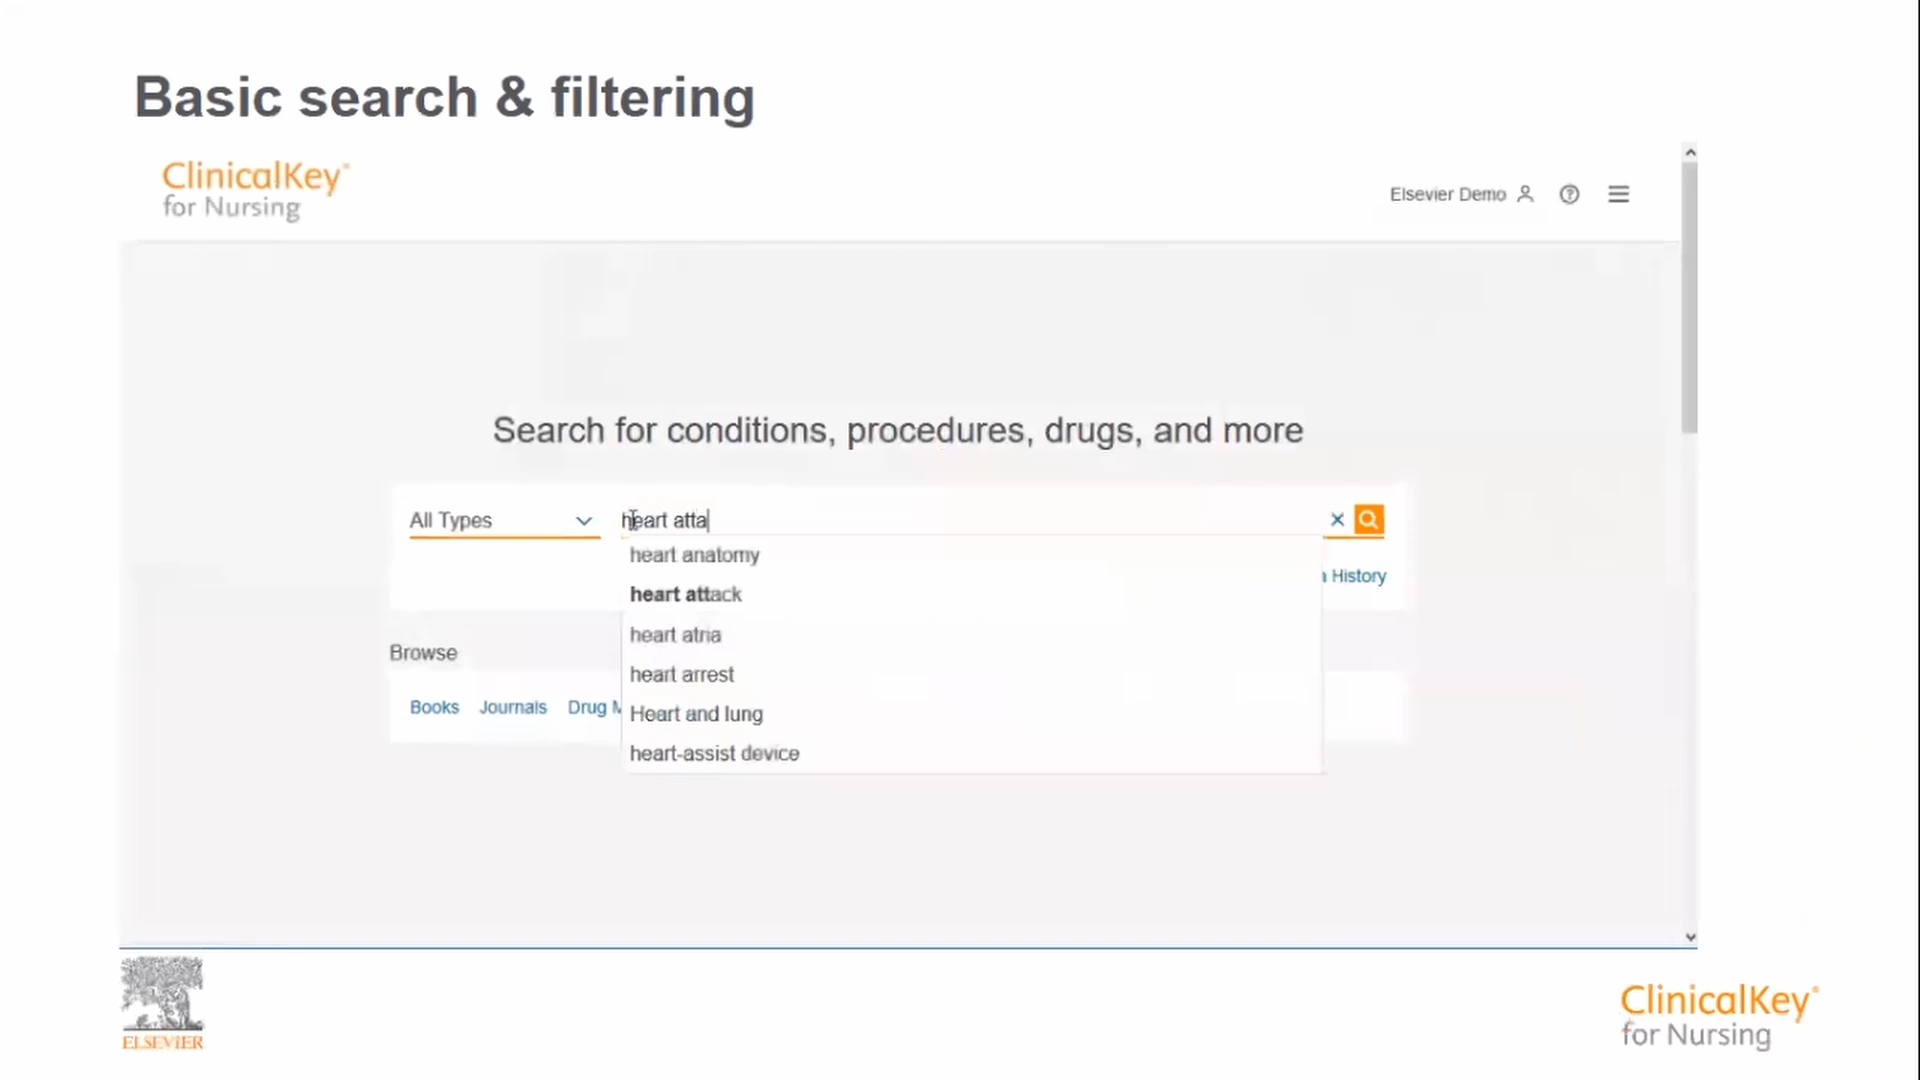 Basic search & filtering
ClinicalKey®
for Nursing
Elsevier Demo
Search for conditions, procedures, drugs, and more
All Types
heart atta
heart anatomy
heart attack
History
heart atria
Browse
heart arrest
Books Journals Drug M
Heart and lung
heart-assist device
ELSEVIER
ClinicalKey®
for Nursing